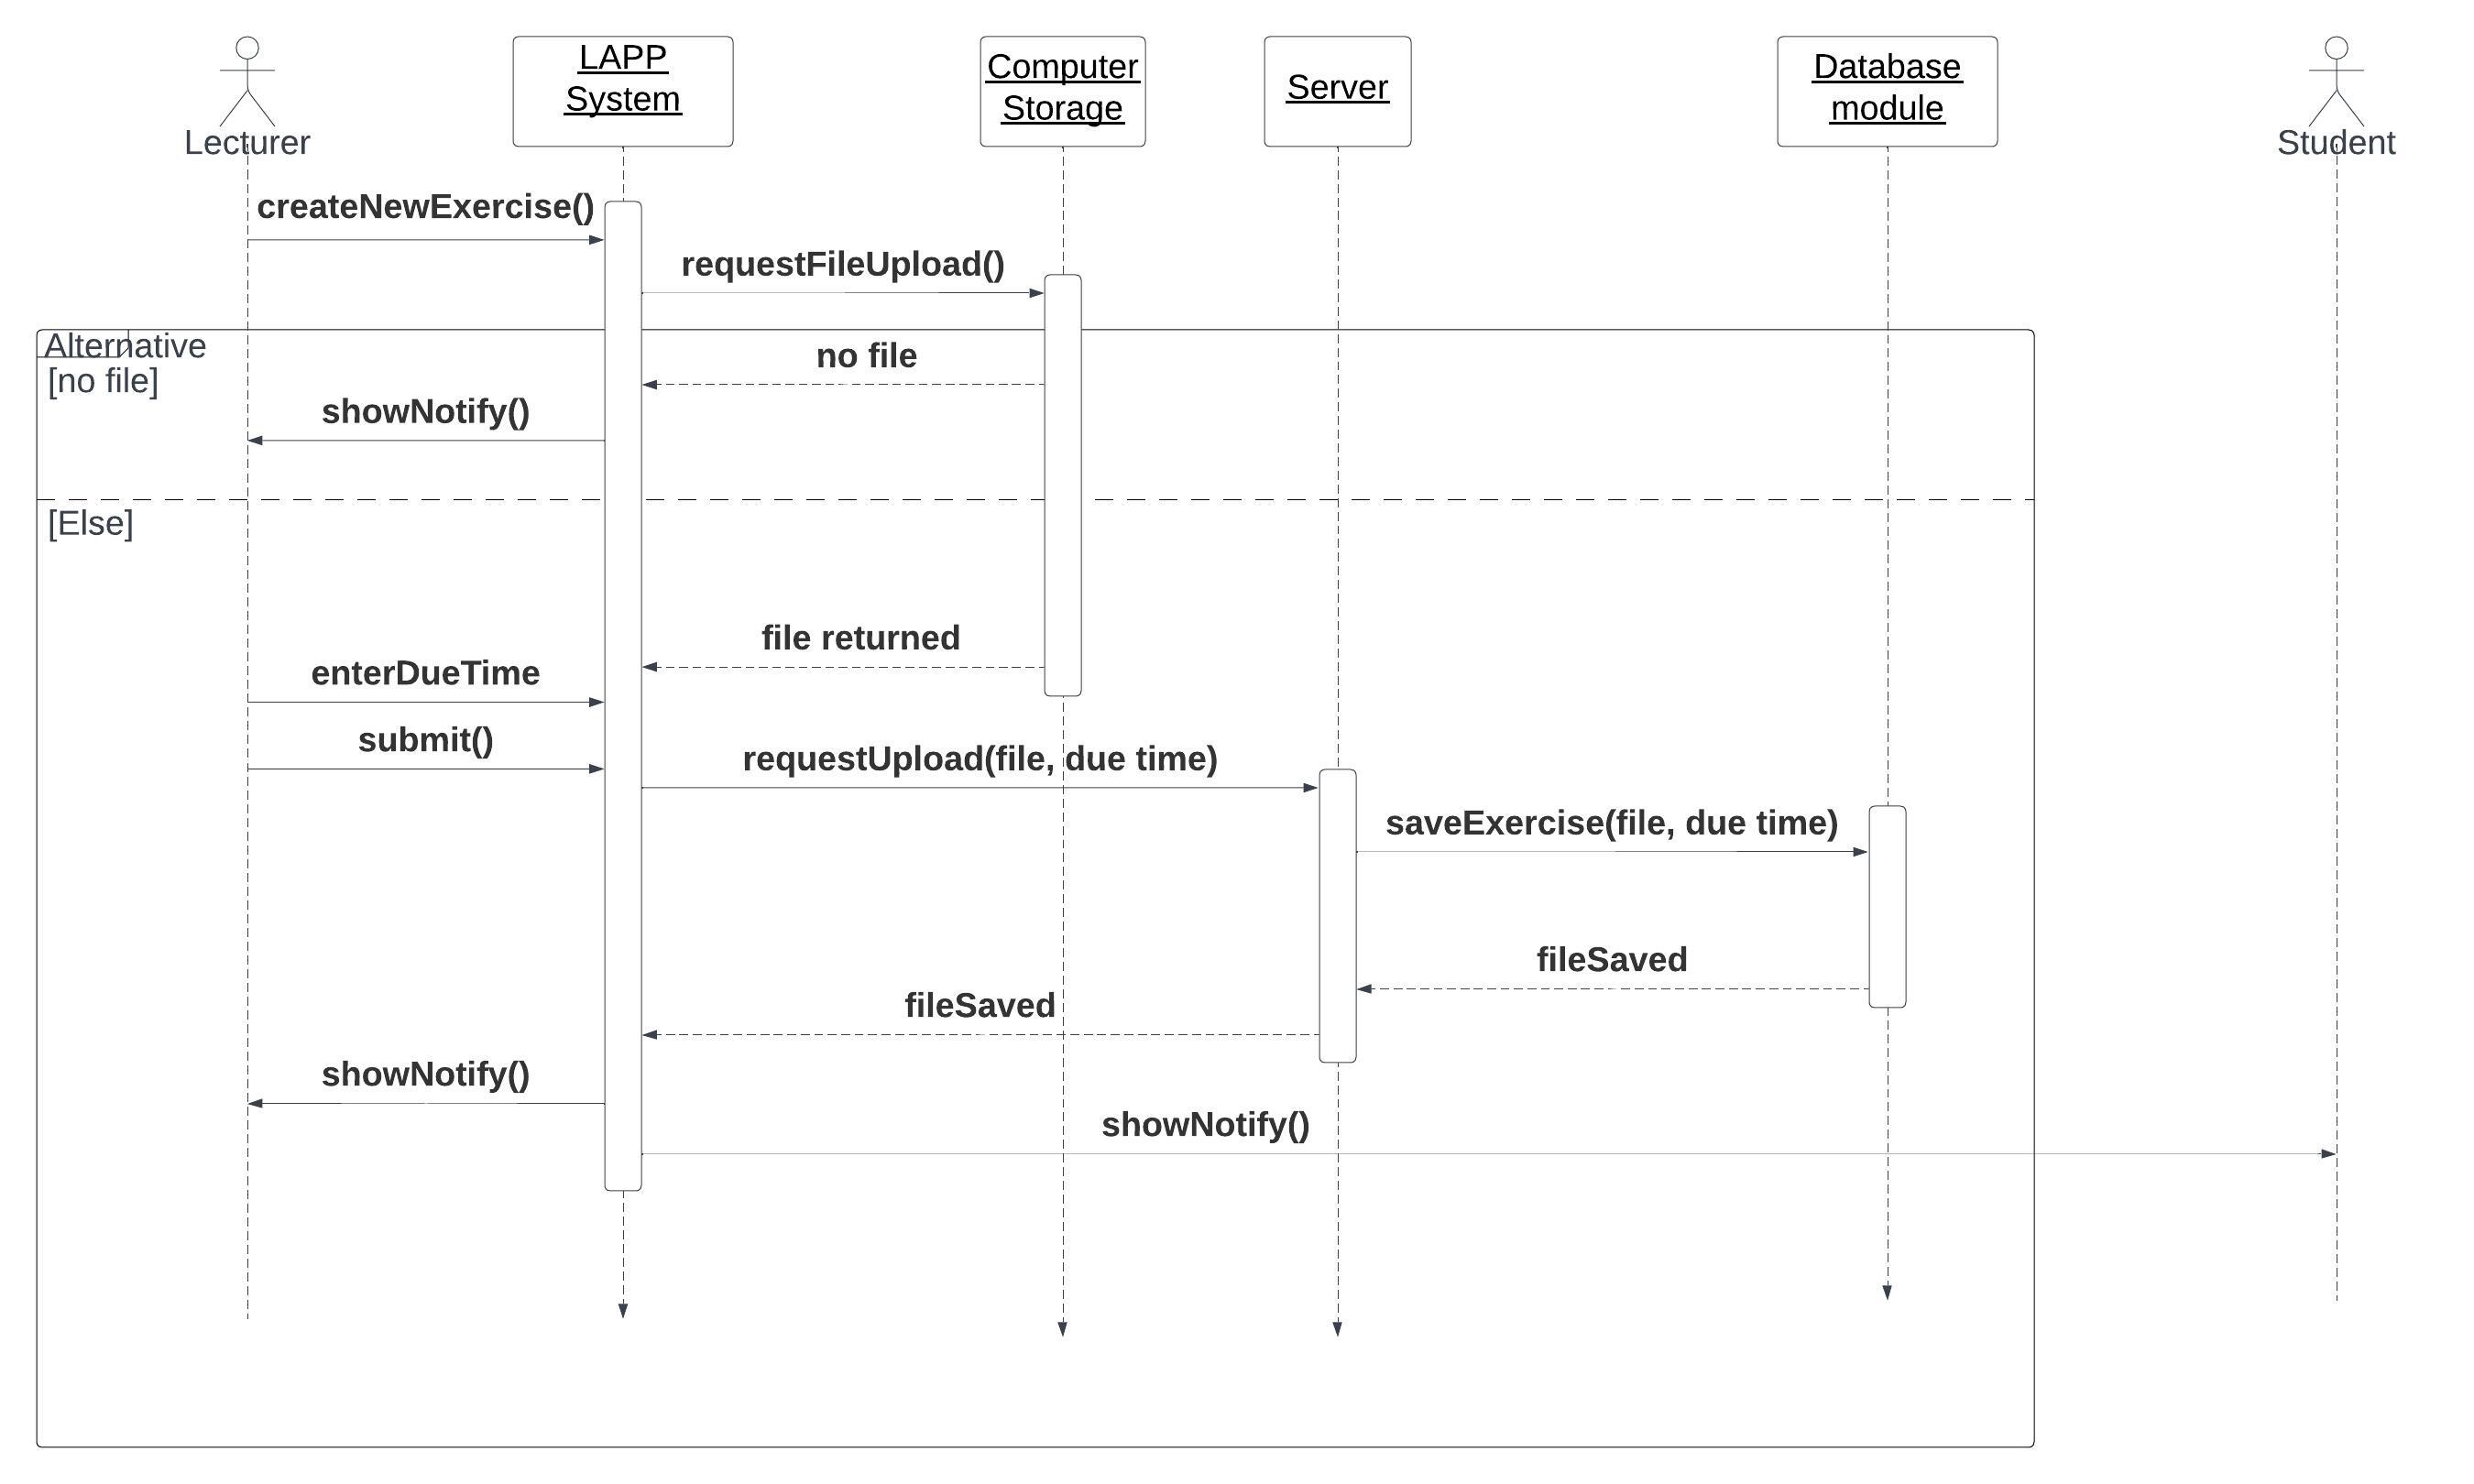 LAPP
System
Computer
Storage
Server
Database
module
Lecturer
Student
createNewExercise()
requestFileUpload()
Alternative
[no file]
no file
showNotify()
[Else]
file returned
enterDueTime
submit()
requestUpload(file, due time)
saveExercise(file, due time)
fileSaved
fileSaved
showNotify()
showNotify()